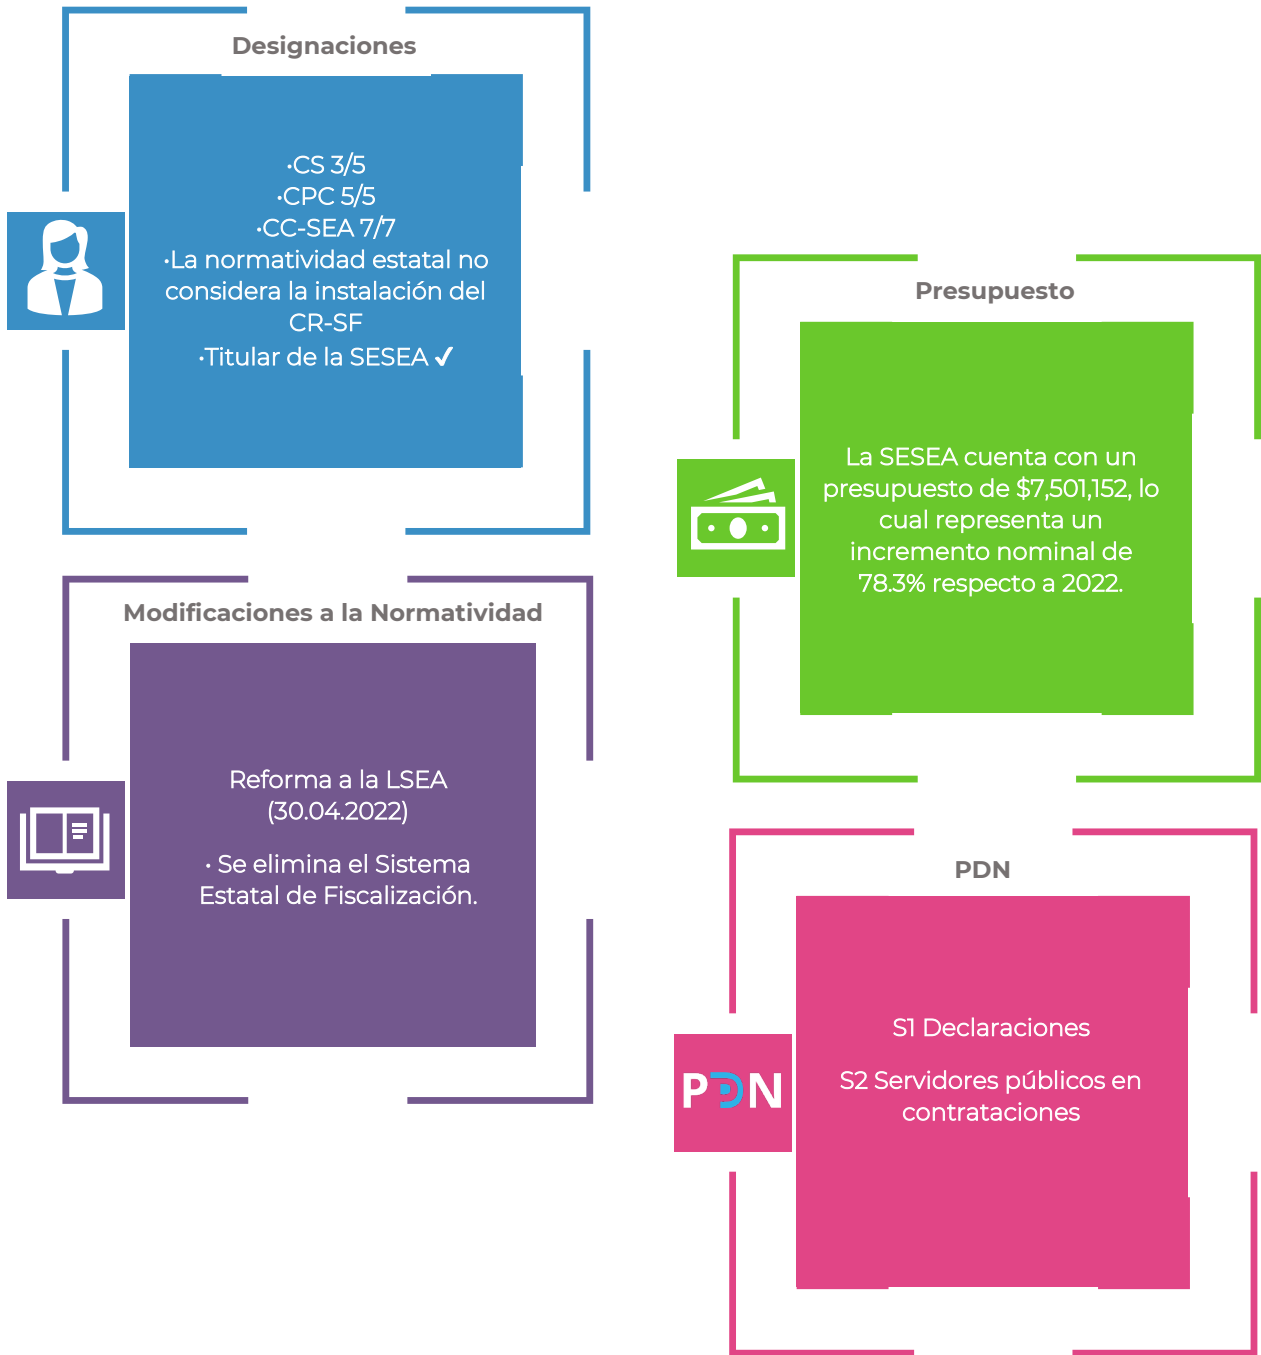 Designaciones
•CS 3/5
•CPC 5/5
•CC-SEA 7/7
•La normatividad estatal no
considera la instalación del
CR-SF
•Titular de la SESEA ✔
Modificaciones a la Normatividad
Reforma a la LSEA
(30.04.2022)
• Se elimina el Sistema
Estatal de Fiscalización.
Presupuesto
La SESEA cuenta con un
presupuesto de $7,501,152, lo
cual representa un
incremento nominal de
78.3% respecto a 2022.
PDN
PDN
S1 Declaraciones
S2 Servidores públicos en
contrataciones